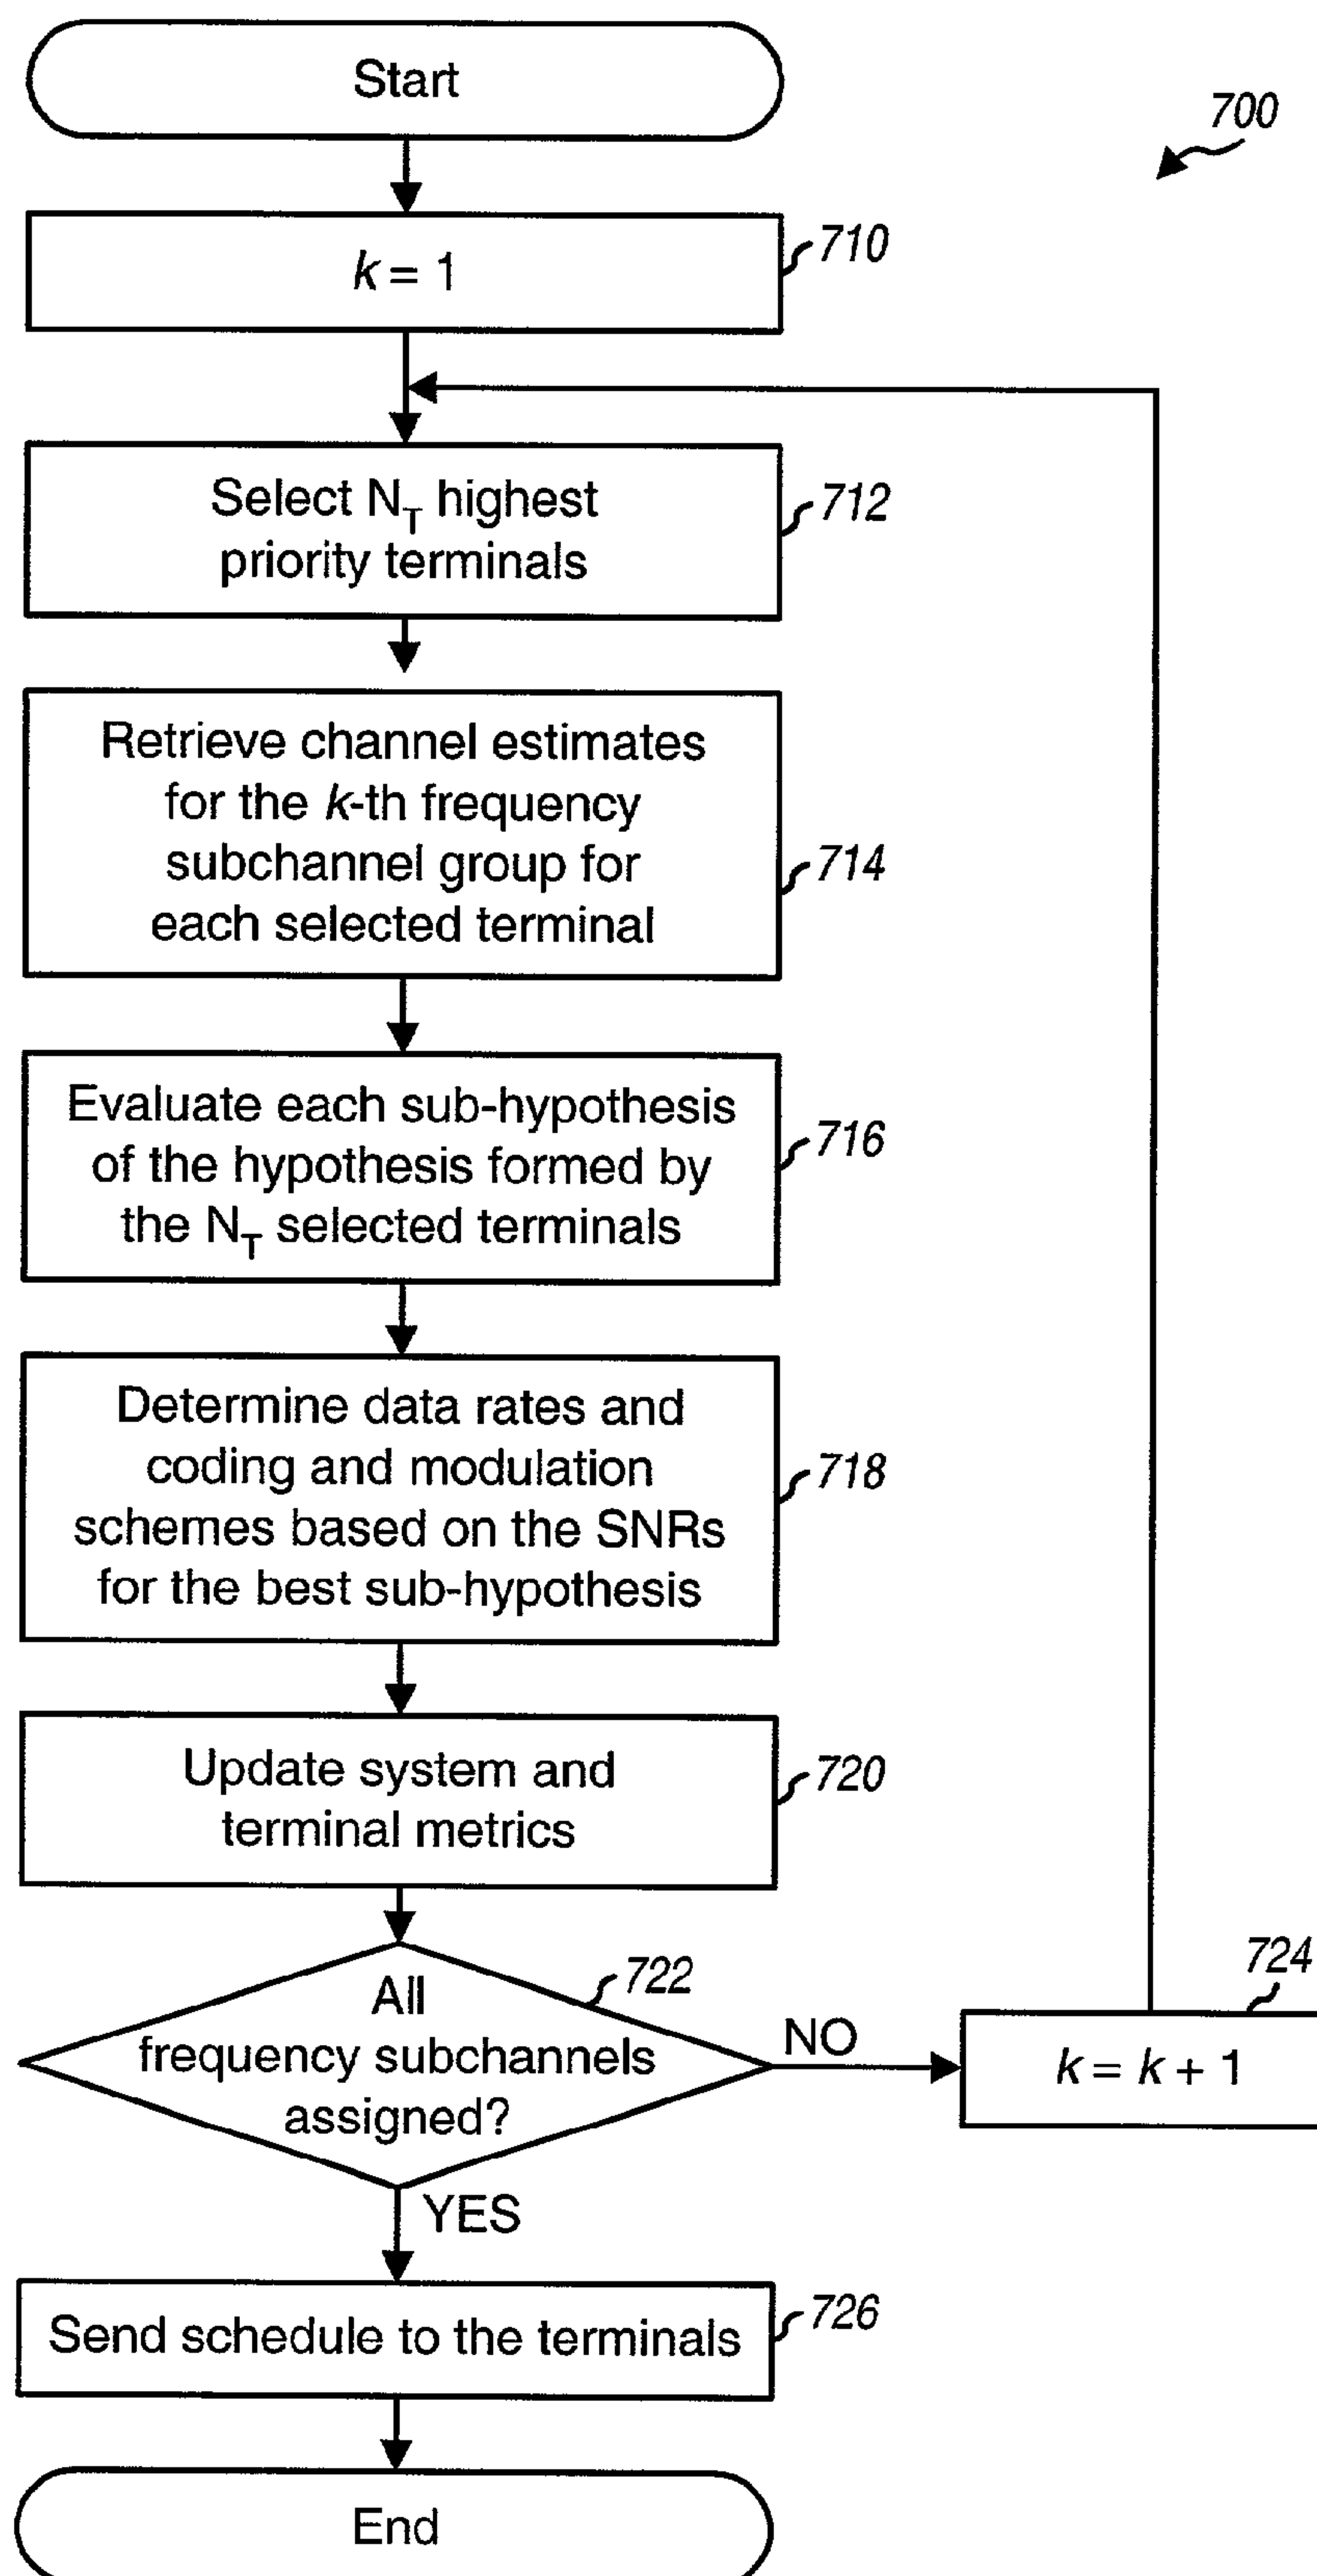 Start
700
k = 1
710
Select N_T highest
priority terminals
712
Retrieve channel estimates
for the k-th frequency
subchannel group for
each selected terminal
714
Evaluate each sub-hypothesis
of the hypothesis formed by
the N_T selected terminals
716
Determine data rates and
coding and modulation
schemes based on the SNRs
for the best sub-hypothesis
718
Update system and
terminal metrics
720
All
frequency subchannels
assigned?
722
NO
724
k = k + 1
YES
Send schedule to the terminals
726
End